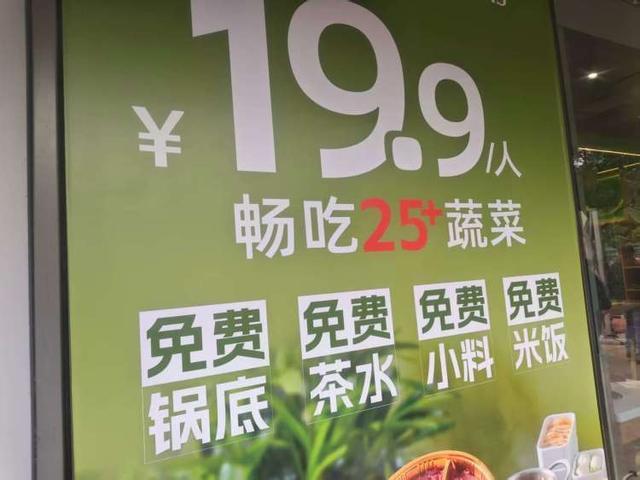 ¥19.9/人
畅吃25+蔬菜
免费 免费 免费 免费
锅底 茶水 小料 米饭